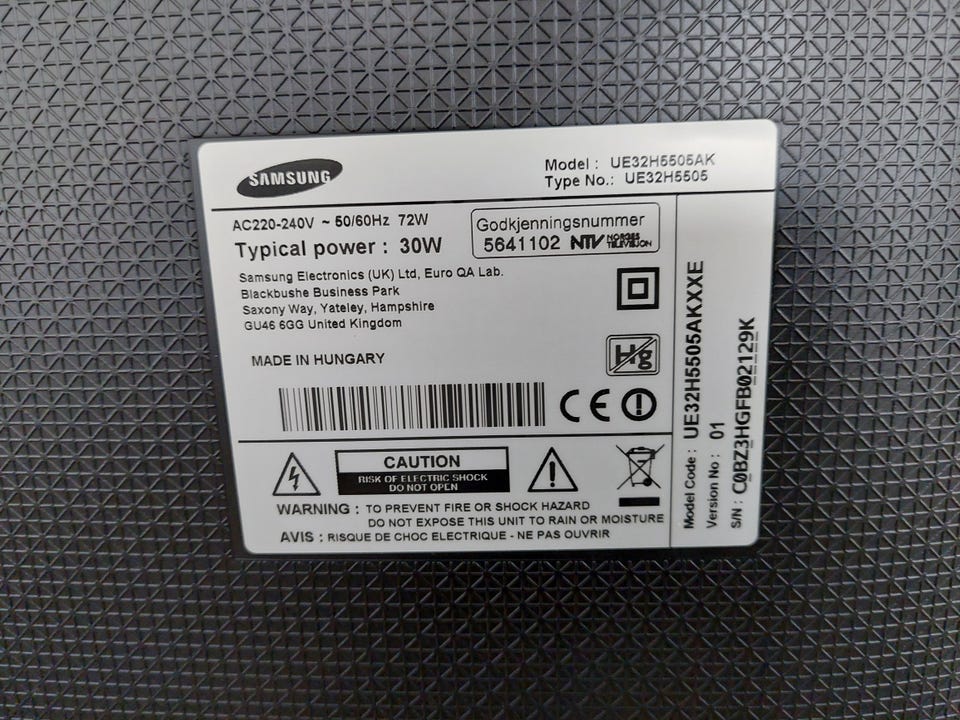 SAMSUNG
Model : UE32H5505AK
Type No.: UE32H5505
AC220-240V ~ 50/60Hz 72W
Typical power : 30W
Godkjenningsnummer
5641102 NTV NORGES TELEVISJON
Samsung Electronics (UK) Ltd, Euro QA Lab.
Blackbushe Business Park
Saxony Way, Yateley, Hampshire
GU46 6GG United Kingdom
MADE IN HUNGARY
Hg
CE
CAUTION
RISK OF ELECTRIC SHOCK
DO NOT OPEN
WARNING : TO PREVENT FIRE OR SHOCK HAZARD
DO NOT EXPOSE THIS UNIT TO RAIN OR MOISTURE
AVIS : RISQUE DE CHOC ELECTRIQUE - NE PAS OUVRIR
Model Code : UE32H5505AKXXE
Version No : 01
S/N : C0BZ3HGFB02129K